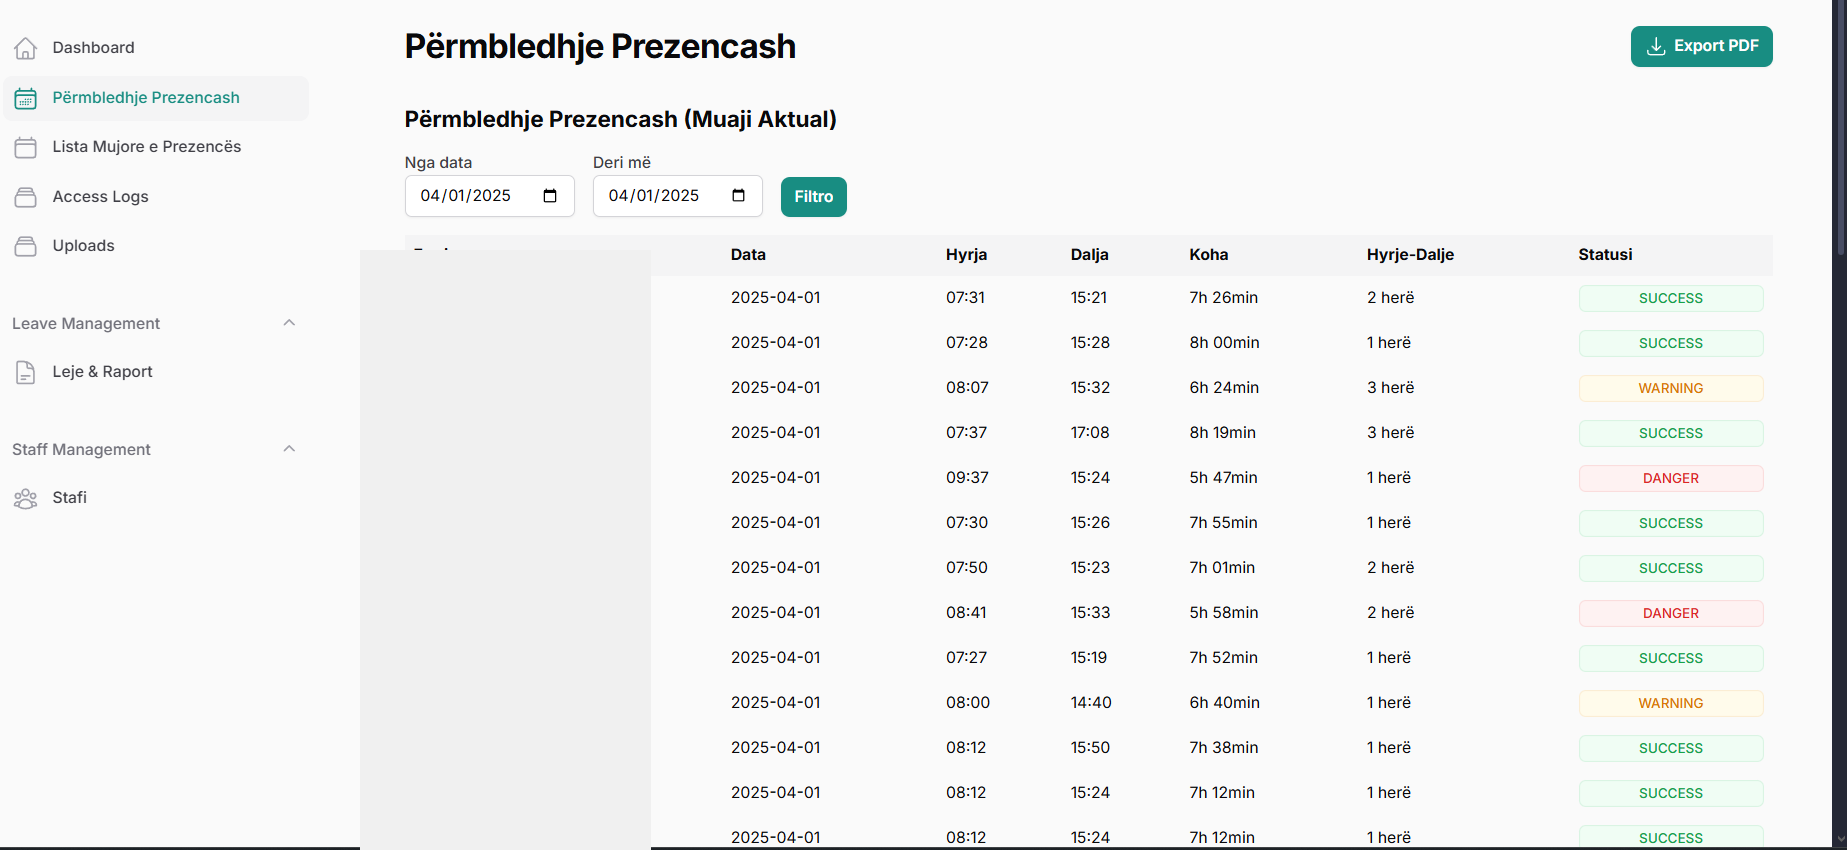 Dashboard
Përmbledhje Prezencash
Lista Mujore e Prezencës
Access Logs
Uploads
Leave Management
Leje & Raport
Staff Management
Stafi
Përmbledhje Prezencash
Export PDF
Përmbledhje Prezencash (Muaji Aktual)
Nga data Deri më
04/01/2025 04/01/2025 Filtro
Data Hyrja Dalja Koha Hyrje-Dalje Statusi
2025-04-01 07:31 15:21 7h 26min 2 herë SUCCESS
2025-04-01 07:28 15:28 8h 00min 1 herë SUCCESS
2025-04-01 08:07 15:32 6h 24min 3 herë WARNING
2025-04-01 07:37 17:08 8h 19min 3 herë SUCCESS
2025-04-01 09:37 15:24 5h 47min 1 herë DANGER
2025-04-01 07:30 15:26 7h 55min 1 herë SUCCESS
2025-04-01 07:50 15:23 7h 01min 2 herë SUCCESS
2025-04-01 08:41 15:33 5h 58min 2 herë DANGER
2025-04-01 07:27 15:19 7h 52min 1 herë SUCCESS
2025-04-01 08:00 14:40 6h 40min 1 herë WARNING
2025-04-01 08:12 15:50 7h 38min 1 herë SUCCESS
2025-04-01 08:12 15:24 7h 12min 1 herë SUCCESS
2025-04-01 08:12 15:24 7h 12min 1 herë SUCCESS